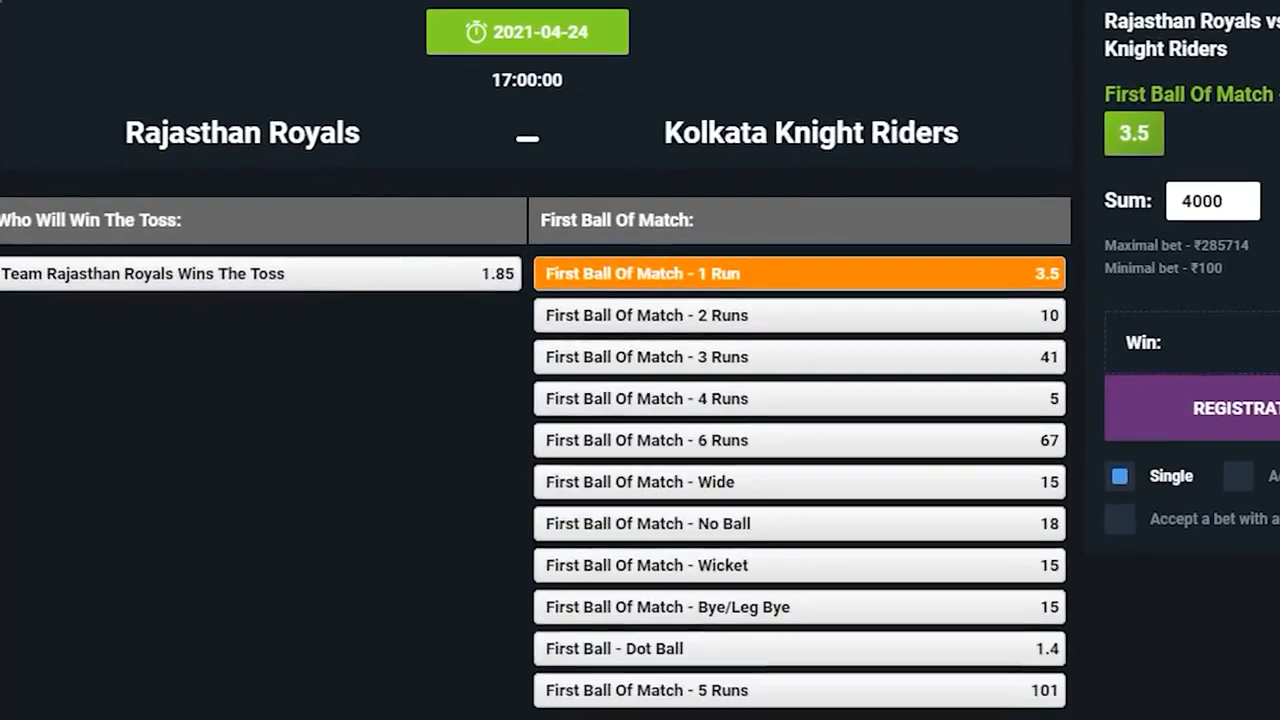 2021-04-24
17:00:00
Rajasthan Royals – Kolkata Knight Riders
Who Will Win The Toss:
Team Rajasthan Royals Wins The Toss 1.85
First Ball Of Match:
First Ball Of Match - 1 Run 3.5
First Ball Of Match - 2 Runs 10
First Ball Of Match - 3 Runs 41
First Ball Of Match - 4 Runs 5
First Ball Of Match - 6 Runs 67
First Ball Of Match - Wide 15
First Ball Of Match - No Ball 18
First Ball Of Match - Wicket 15
First Ball Of Match - Bye/Leg Bye 15
First Ball - Dot Ball 1.4
First Ball Of Match - 5 Runs 101
Rajasthan Royals vs
Knight Riders
First Ball Of Match -
3.5
Sum: 4000
Maximal bet - ₹285714
Minimal bet - ₹100
Win:
REGISTRAT
Single
Accept a bet with a